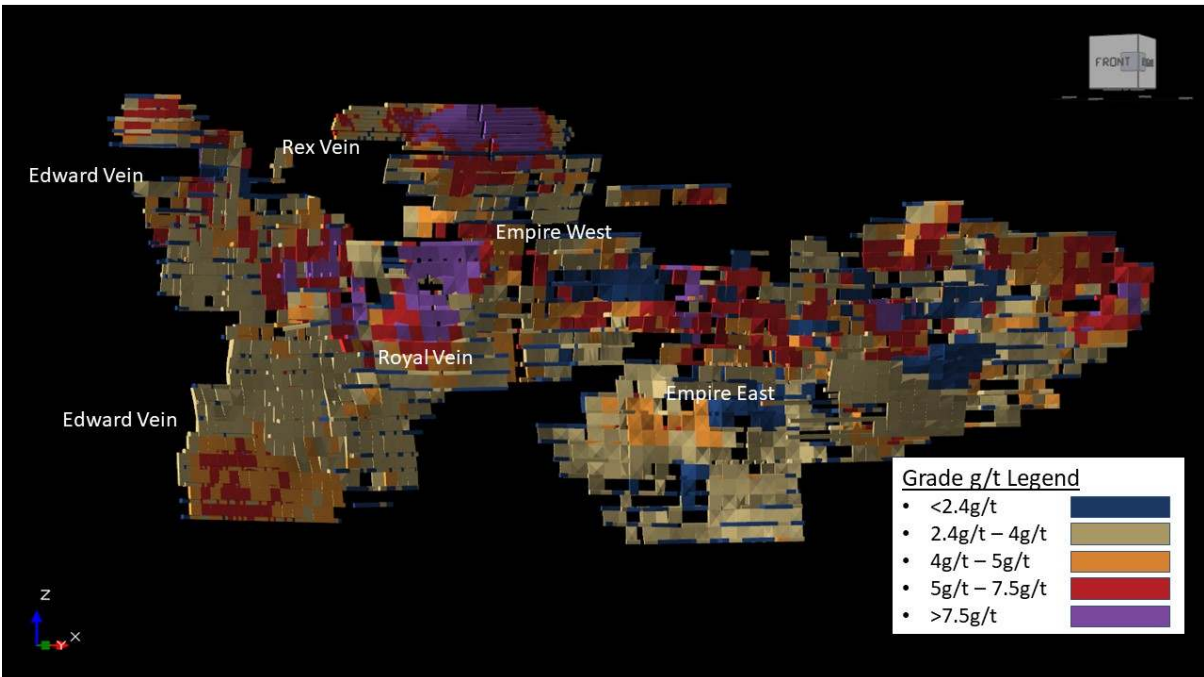 FRONT
Rex Vein
Edward Vein
Empire West
Royal Vein
Empire East
Edward Vein
Grade g/t Legend
• <2.4g/t
• 2.4g/t – 4g/t
• 4g/t – 5g/t
• 5g/t – 7.5g/t
• >7.5g/t
Z
Y X